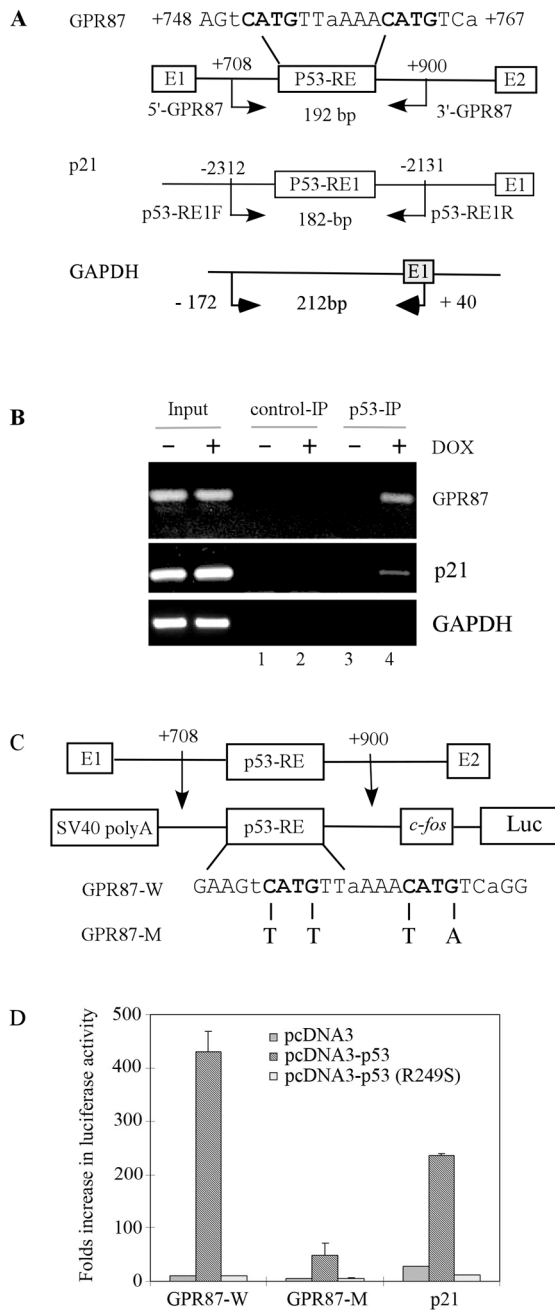 A
GPR87 +748 AGtCATGTTaAAACATGTCa +767
E1 +708 P53-RE +900 E2
5'-GPR87 192 bp 3'-GPR87
p21
-2312 P53-RE1 -2131 E1
p53-RE1F 182-bp p53-RE1R
GAPDH
E1
- 172 212bp + 40
B
Input control-IP p53-IP
− + − + − + DOX
GPR87
p21
GAPDH
1 2 3 4
C
+708 +900
E1 p53-RE E2
SV40 polyA p53-RE c-fos Luc
GPR87-W GAAGtCATGTTaAAACATGTCaGG
GPR87-M T T T A
D
Folds increase in luciferase activity
500
400
300
200
100
0
pcDNA3
pcDNA3-p53
pcDNA3-p53 (R249S)
GPR87-W GPR87-M p21